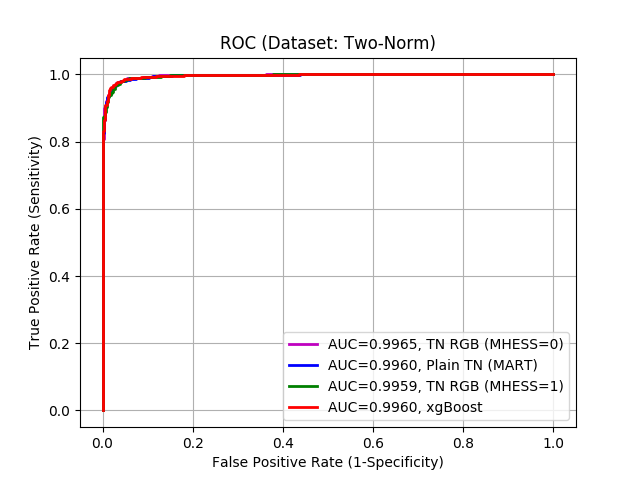 ROC (Dataset: Two-Norm)
True Positive Rate (Sensitivity)
1.0
0.8
0.6
0.4
0.2
0.0
AUC=0.9965, TN RGB (MHESS=0)
AUC=0.9960, Plain TN (MART)
AUC=0.9959, TN RGB (MHESS=1)
AUC=0.9960, xgBoost
0.0 0.2 0.4 0.6 0.8 1.0
False Positive Rate (1-Specificity)